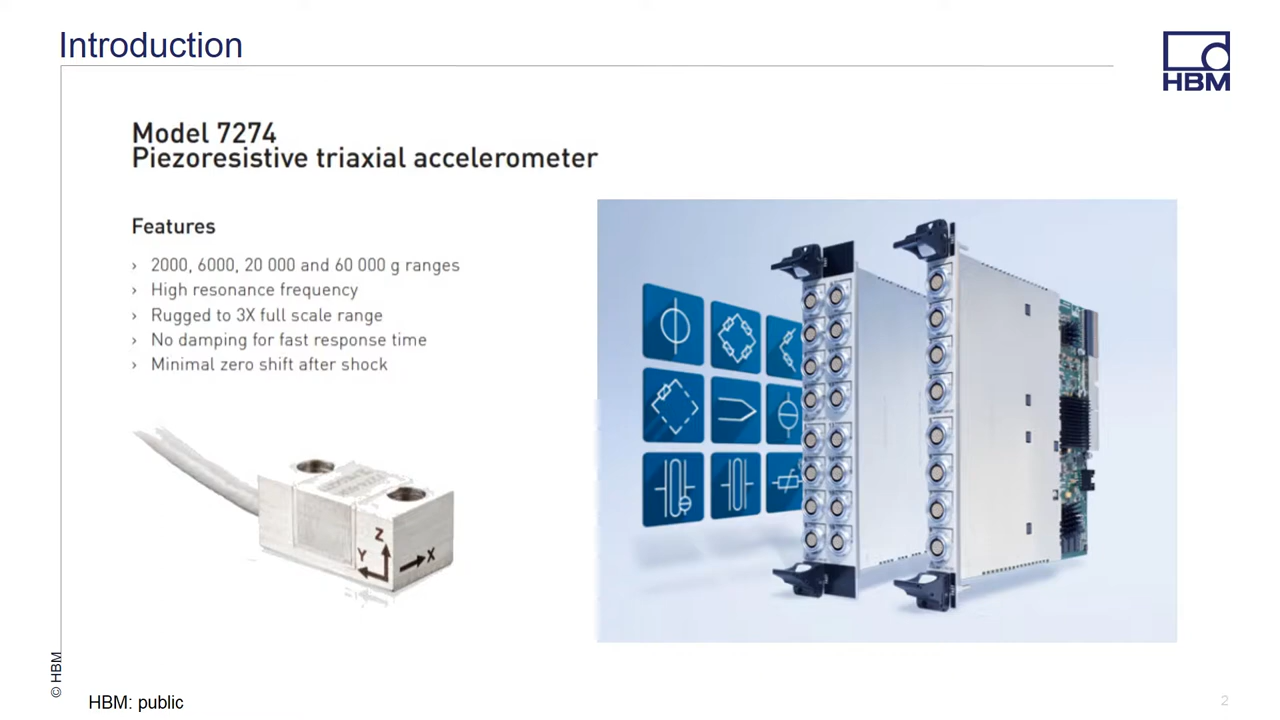 Introduction
HBM
Model 7274
Piezoresistive triaxial accelerometer
Features
› 2000, 6000, 20 000 and 60 000 g ranges
› High resonance frequency
› Rugged to 3X full scale range
› No damping for fast response time
› Minimal zero shift after shock
Z
Y
X
© HBM
HBM: public
2